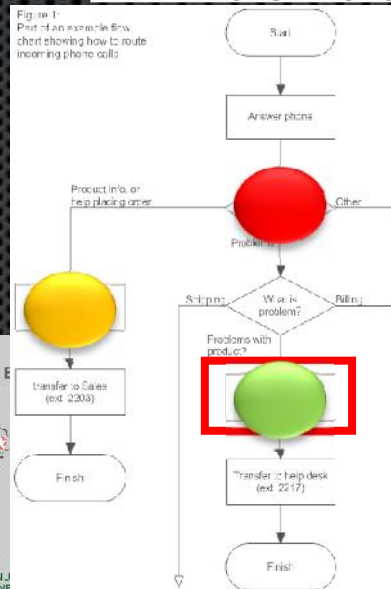 Figure 1:
Part of an example flow
chart showing how to route
incoming phone calls
Start
Answer phone
Product Info. or
help placing order
Other
Problems
Shipping
What is
problem?
Billing
Problems with
product?
transfer to Sales
(ext. 2203)
Transfer to help desk
(ext. 2217)
Finish
Finish